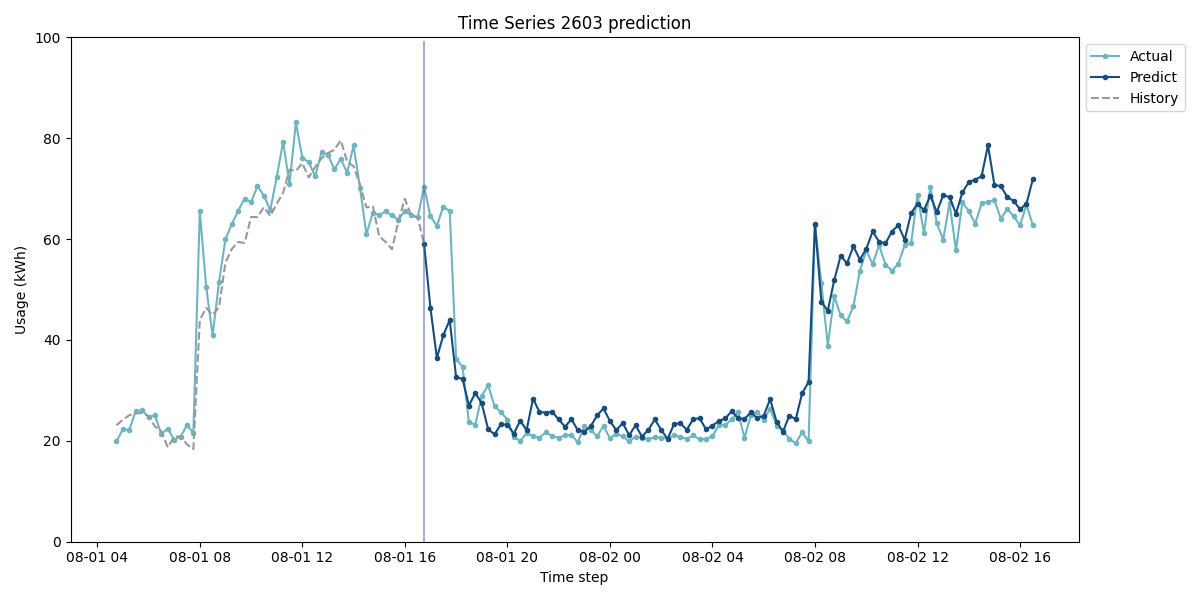 Time Series 2603 prediction
Usage (kWh)
100
80
60
40
20
0
08-01 04
08-01 08
08-01 12
08-01 16
08-01 20
08-02 00
08-02 04
08-02 08
08-02 12
08-02 16
Time step
Actual
Predict
History